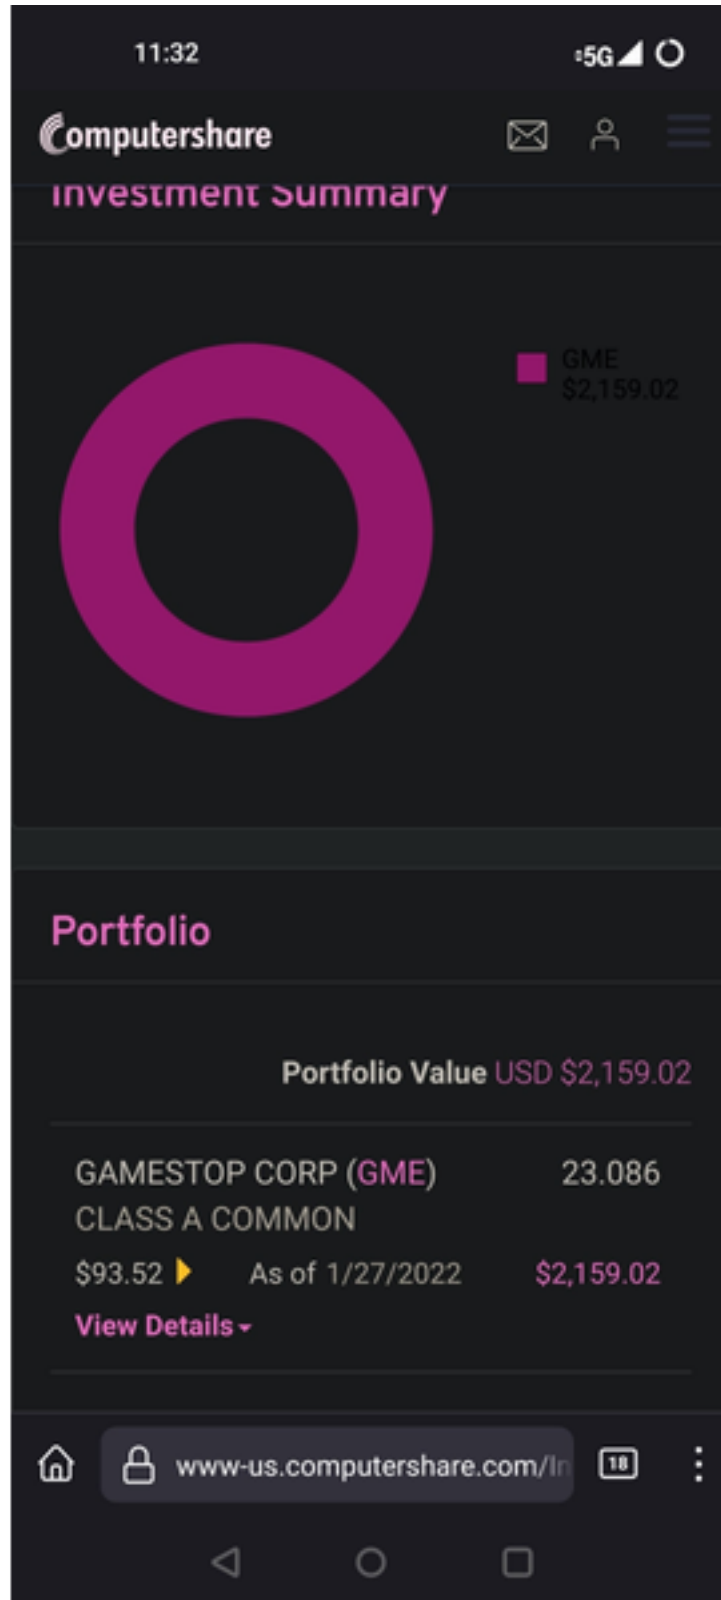 11:32
5G
Computershare
Investment Summary
GME
$2,159.02
Portfolio
Portfolio Value USD $2,159.02
GAMESTOP CORP (GME) 23.086
CLASS A COMMON
$93.52 As of 1/27/2022 $2,159.02
View Details
www-us.computershare.com/In
18